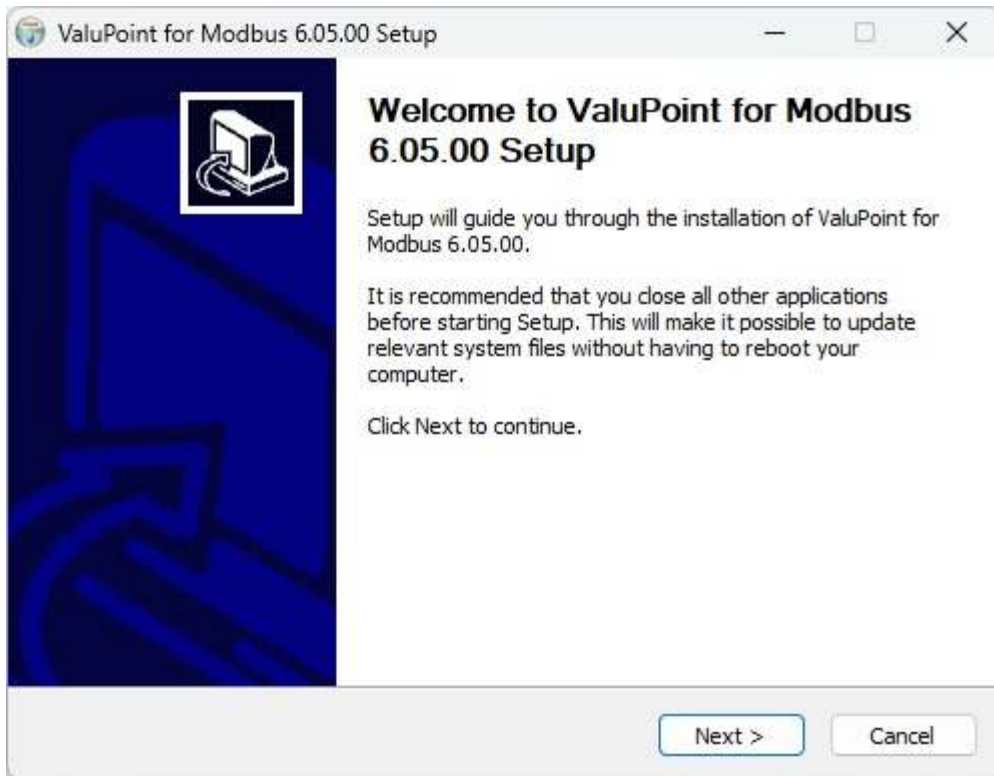 ValuPoint for Modbus 6.05.00 Setup
Welcome to ValuPoint for Modbus
6.05.00 Setup
Setup will guide you through the installation of ValuPoint for
Modbus 6.05.00.
It is recommended that you close all other applications
before starting Setup. This will make it possible to update
relevant system files without having to reboot your
computer.
Click Next to continue.
Next >
Cancel